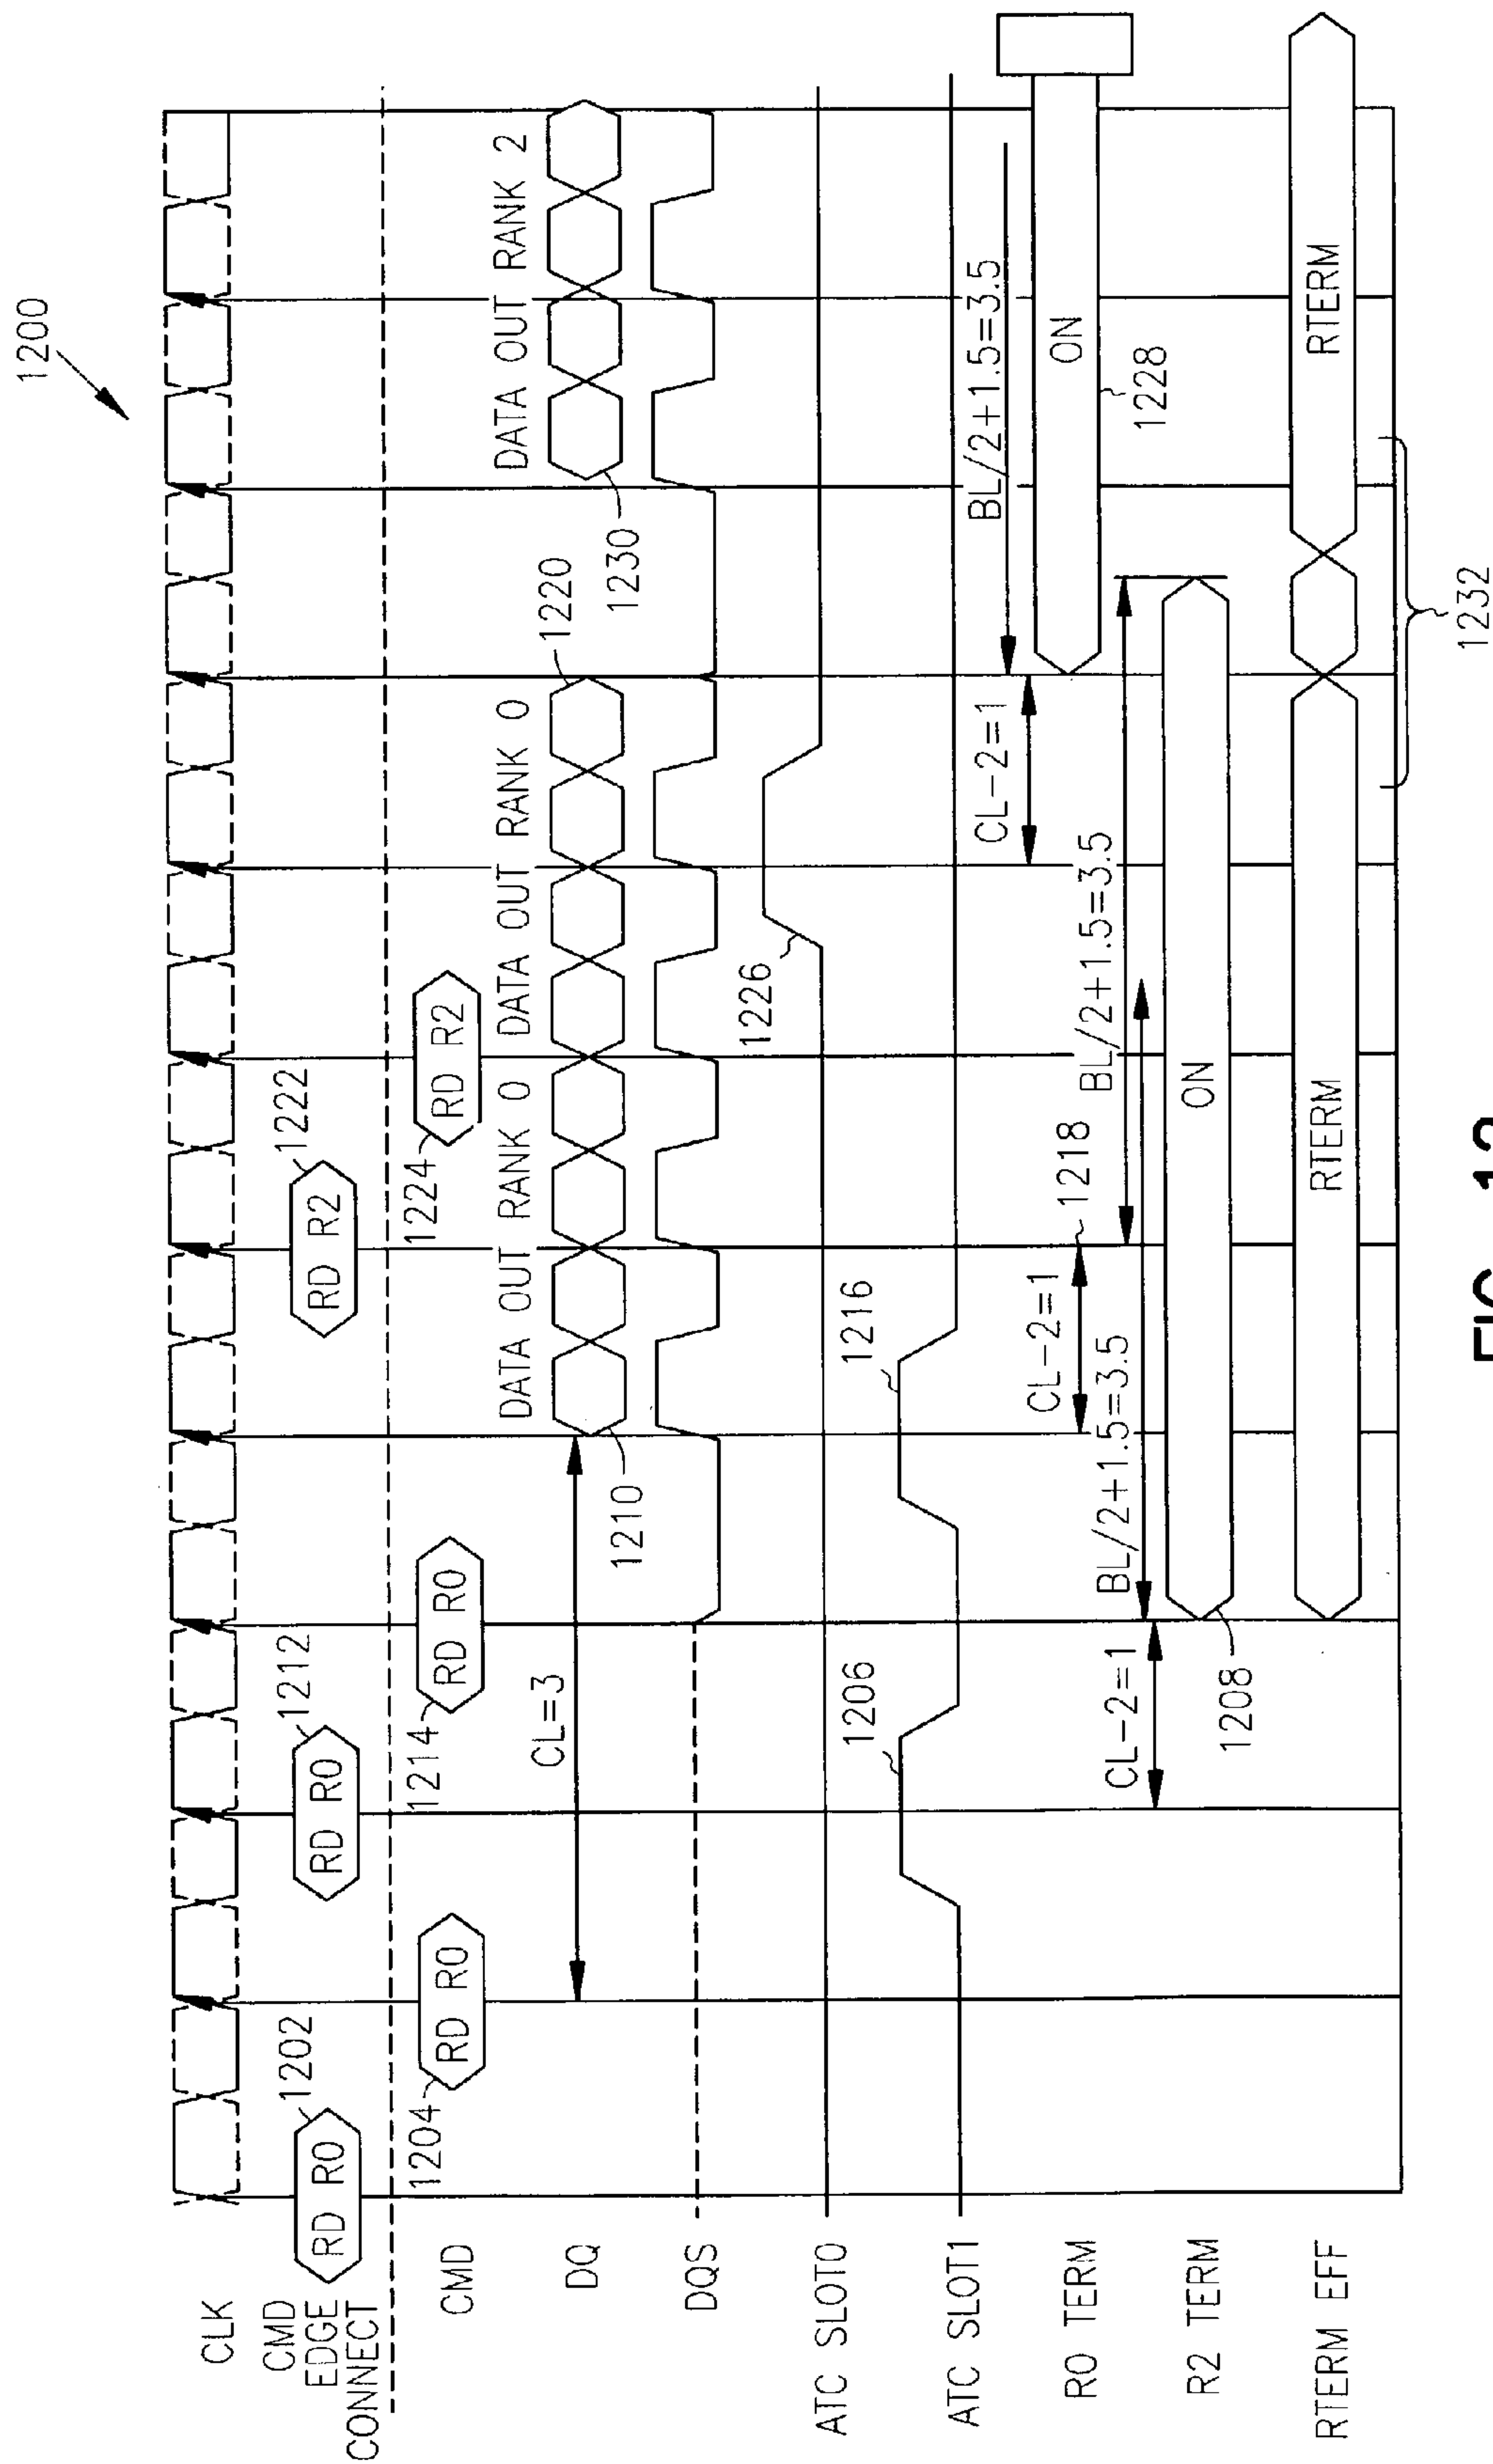 1200
CLK
CMD
EDGE
CONNECT
RD R0
1202
RD R0
1212
RD R2
1222
CMD
1204
RD R0
1214
RD R0
1224
RD R2
DQ
CL=3
1210
DATA OUT RANK 0
DATA OUT RANK 0
1220
1230
DATA OUT RANK 2
DQS
ATC SLOT0
1226
ATC SLOT1
1206
1216
R0 TERM
CL-2=1
1218
CL-2=1
BL/2+1.5=3.5
ON
1228
R2 TERM
CL-2=1
BL/2+1.5=3.5
BL/2+1.5=3.5
1208
ON
RTERM EFF
RTERM
RTERM
1232